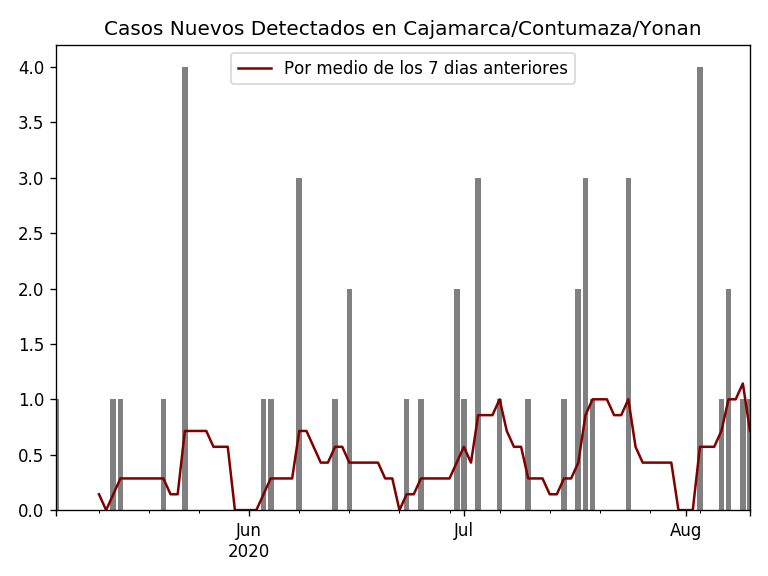 Casos Nuevos Detectados en Cajamarca/Contumaza/Yonan
Por medio de los 7 dias anteriores
4.0
3.5
3.0
2.5
2.0
1.5
1.0
0.5
0.0
Jun
2020
Jul
Aug